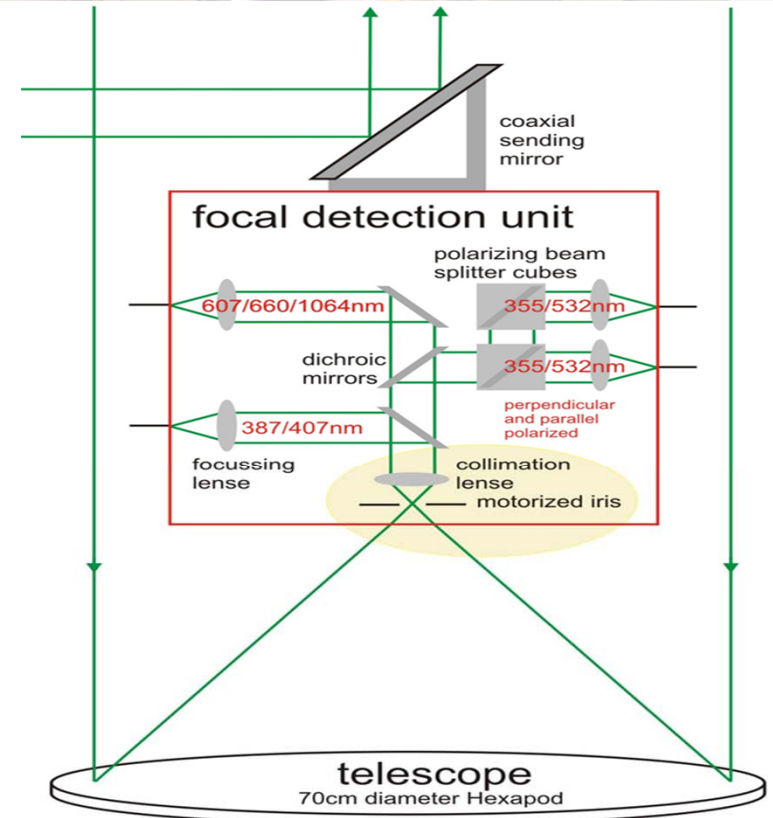 coaxial
sending
mirror
focal detection unit
polarizing beam
splitter cubes
607/660/1064nm
355/532nm
dichroic
mirrors
355/532nm
perpendicular
and parallel
polarized
387/407nm
focussing
lense
collimation
lense
motorized iris
telescope
70cm diameter Hexapod